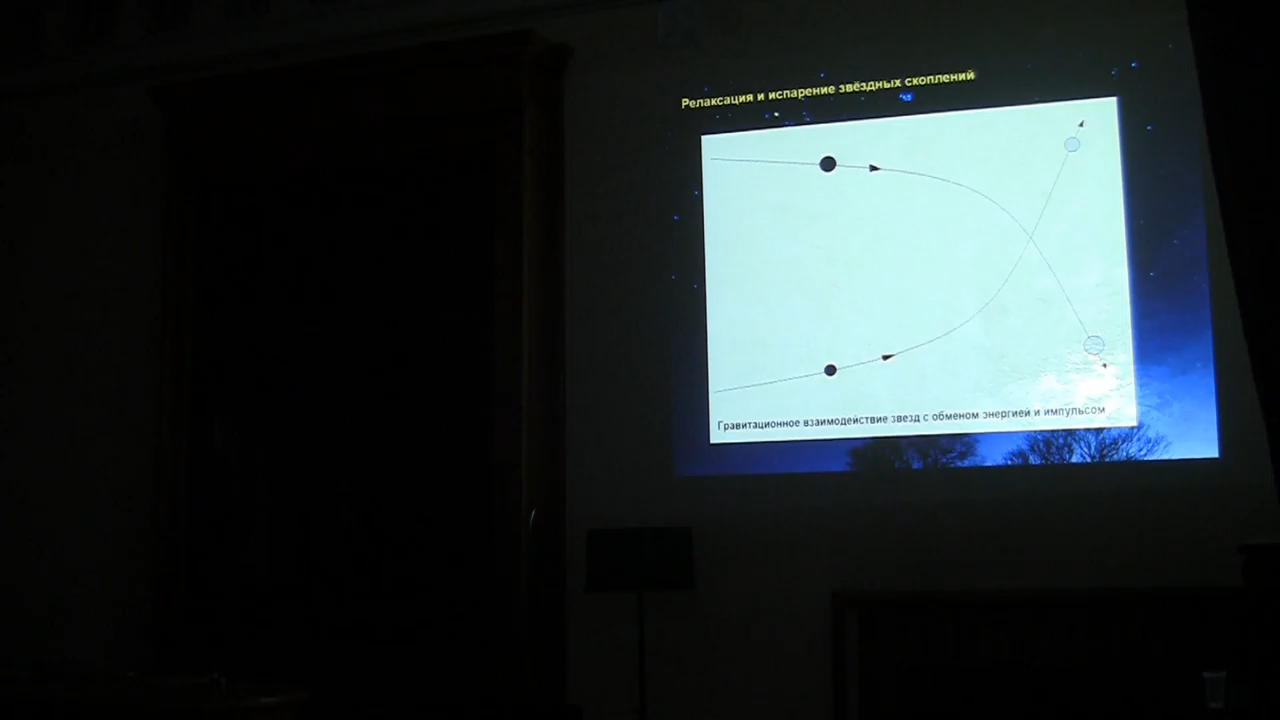 Релаксация и испарение звёздных скоплений
Гравитационное взаимодействие звезд с обменом энергией и импульсом